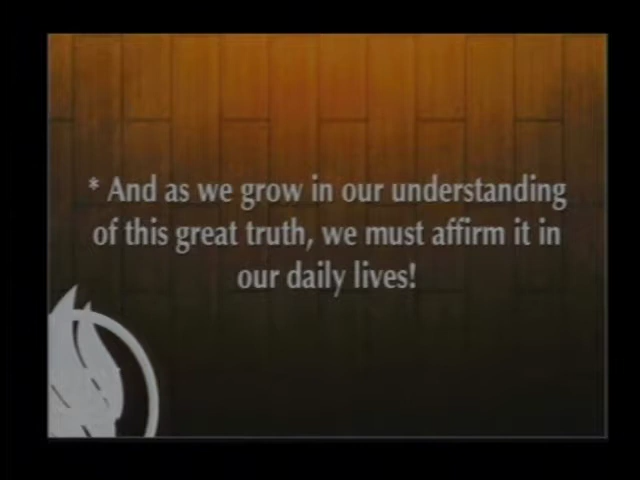 * And as we grow in our understanding
of this great truth, we must affirm it in
our daily lives!